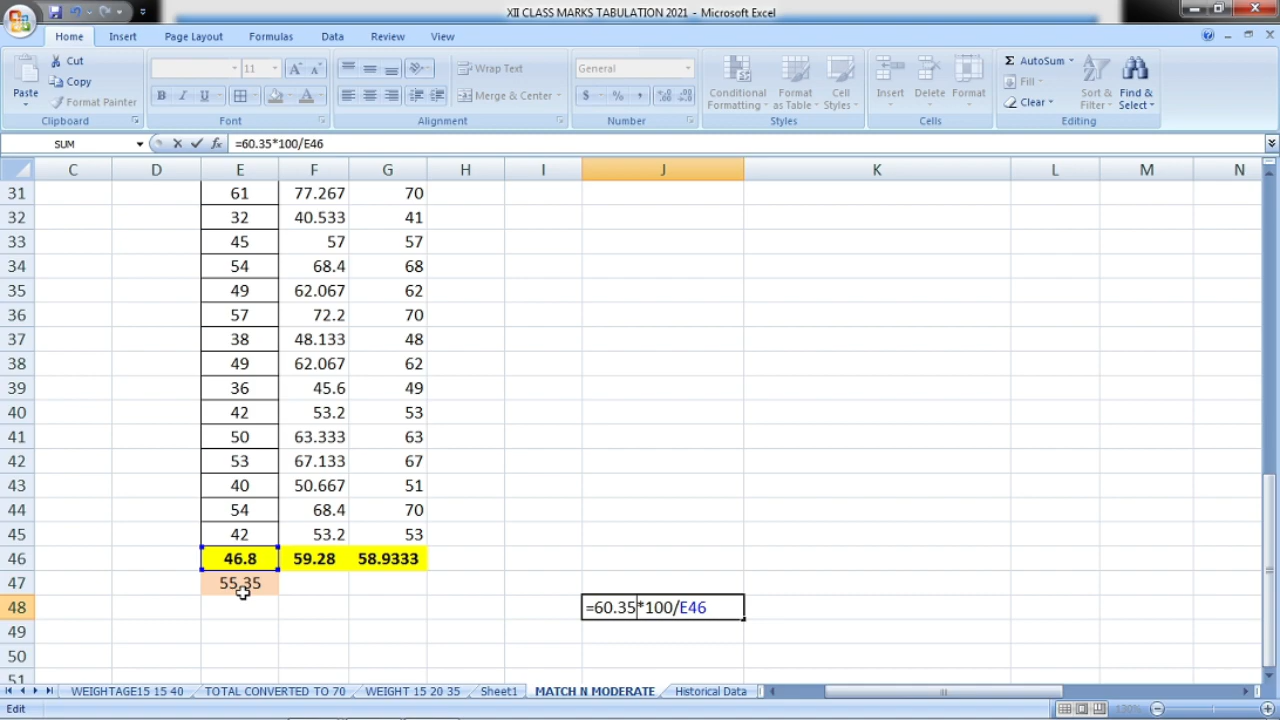 XII CLASS MARKS TABULATION 2021 - Microsoft Excel
Home Insert Page Layout Formulas Data Review View
Paste Cut Copy Format Painter
11 Wrap Text Merge & Center
General $ % ,
Conditional Formatting Format as Table Cell Styles
Insert Delete Format
Σ AutoSum Fill Clear
Sort & Filter Find & Select
Clipboard Font Alignment Number Styles Cells Editing
SUM fx =60.35*100/E46
C D E F G H I J K L M N
31 61 77.267 70
32 32 40.533 41
33 45 57 57
34 54 68.4 68
35 49 62.067 62
36 57 72.2 70
37 38 48.133 48
38 49 62.067 62
39 36 45.6 49
40 42 53.2 53
41 50 63.333 63
42 53 67.133 67
43 40 50.667 51
44 54 68.4 70
45 42 53.2 53
46 46.8 59.28 58.9333
47 55.35
48 =60.35*100/E46
49
50
51
WEIGHTAGE15 15 40 TOTAL CONVERTED TO 70 WEIGHT 15 20 35 Sheet1 MATCH N MODERATE Historical Data
Edit 130%